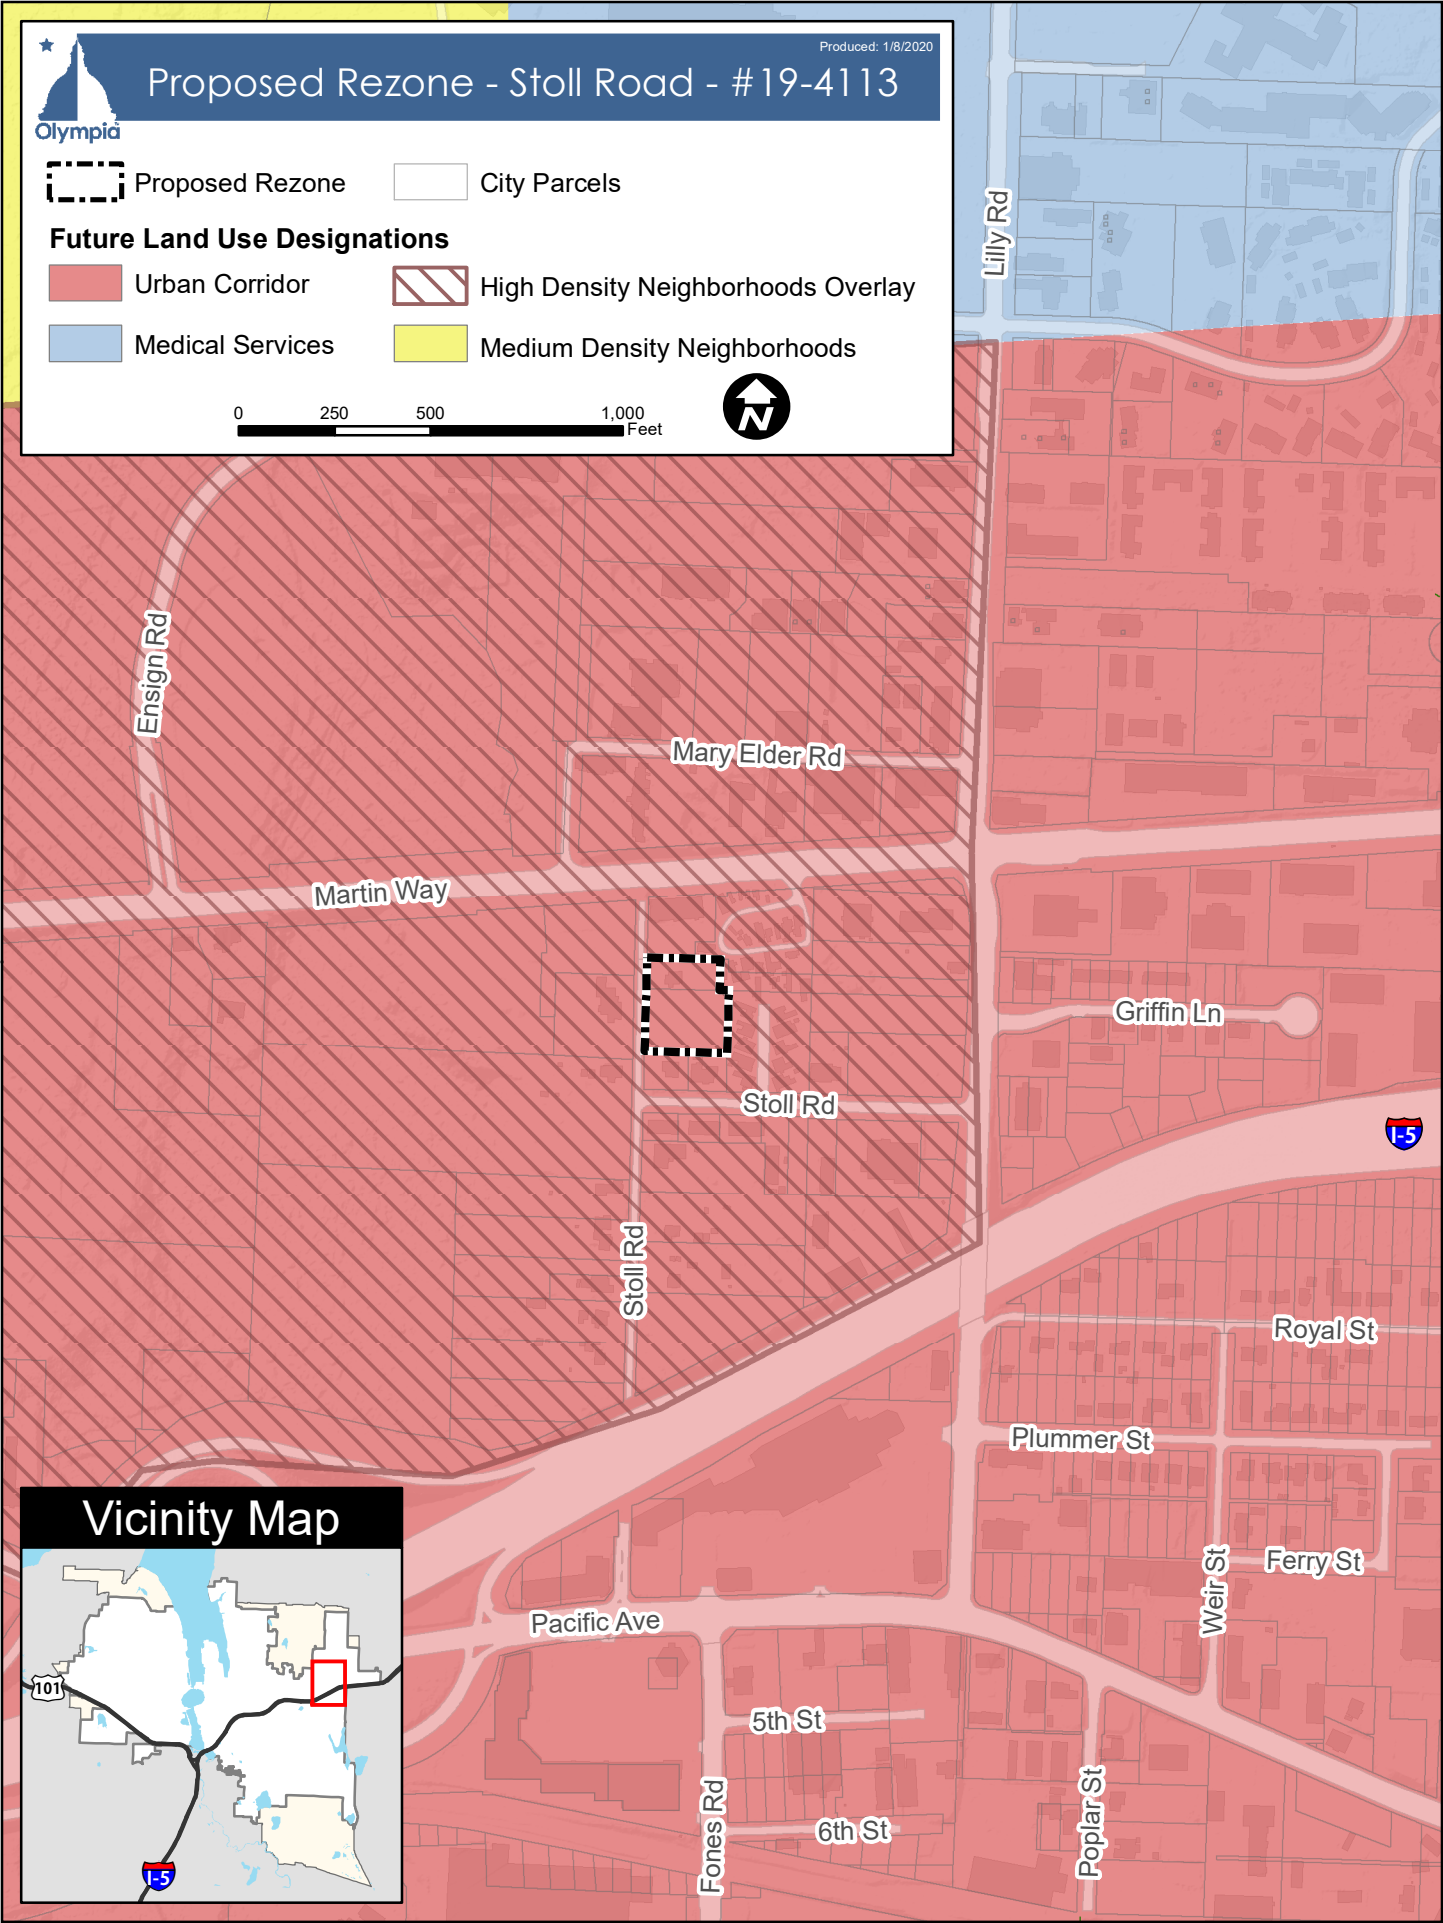 Produced: 1/8/2020
Proposed Rezone - Stoll Road - #19-4113
Olympia
Proposed Rezone
City Parcels
Future Land Use Designations
Urban Corridor
High Density Neighborhoods Overlay
Medical Services
Medium Density Neighborhoods
0 250 500 1,000
Feet
N
Lilly Rd
Ensign Rd
Mary Elder Rd
Martin Way
Griffin Ln
Stoll Rd
I-5
Stoll Rd
Royal St
Plummer St
Ferry St
Weir St
Pacific Ave
5th St
6th St
Fones Rd
Poplar St
Vicinity Map
101
I-5